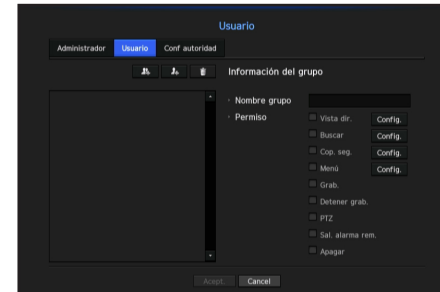 Usuario
Administrador Usuario Conf autoridad
Información del grupo
Nombre grupo
Permiso
Vista dir. Config.
Buscar Config.
Cop. seg. Config.
Menú Config.
Grab.
Detener grab.
PTZ
Sal. alarma rem.
Apagar
Acept. Cancel